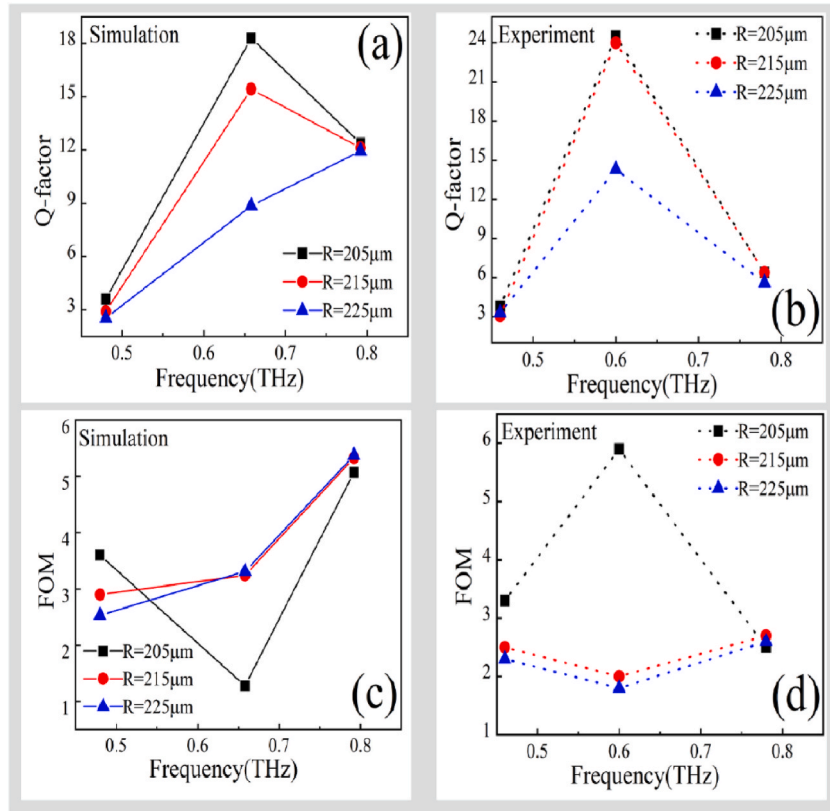 Simulation
(a)
18
15
12
9
6
3
Q-factor
R=205μm
R=215μm
R=225μm
0.5
0.6
0.7
0.8
Frequency(THz)
Experiment
(b)
24
21
18
15
12
9
6
3
Q-factor
R=205μm
R=215μm
R=225μm
0.5
0.6
0.7
0.8
Frequency(THz)
Simulation
(c)
6
5
4
3
2
1
FOM
R=205μm
R=215μm
R=225μm
0.5
0.6
0.7
0.8
Frequency(THz)
Experiment
(d)
6
5
4
3
2
1
FOM
R=205μm
R=215μm
R=225μm
0.5
0.6
0.7
0.8
Frequency(THz)